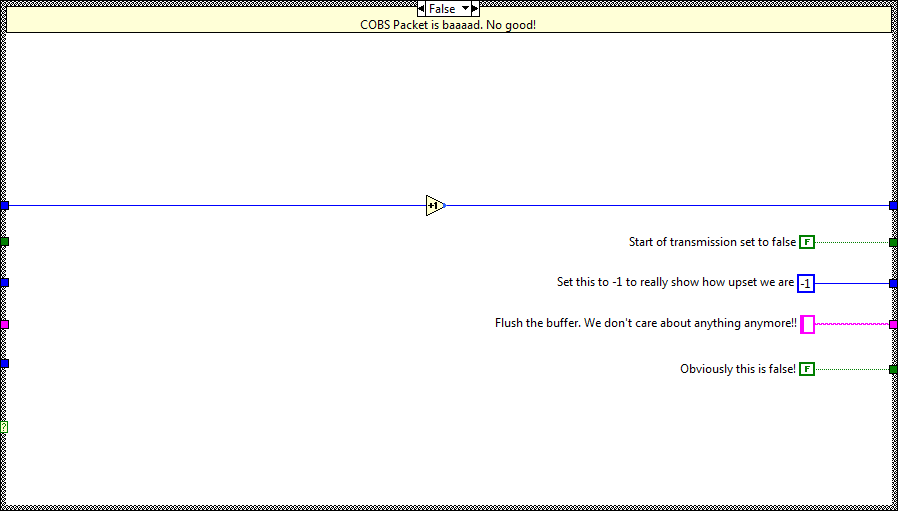 False
COBS Packet is baaaad. No good!
+1
Start of transmission set to false F
Set this to -1 to really show how upset we are -1
Flush the buffer. We don't care about anything anymore!!
Obviously this is false! F
?